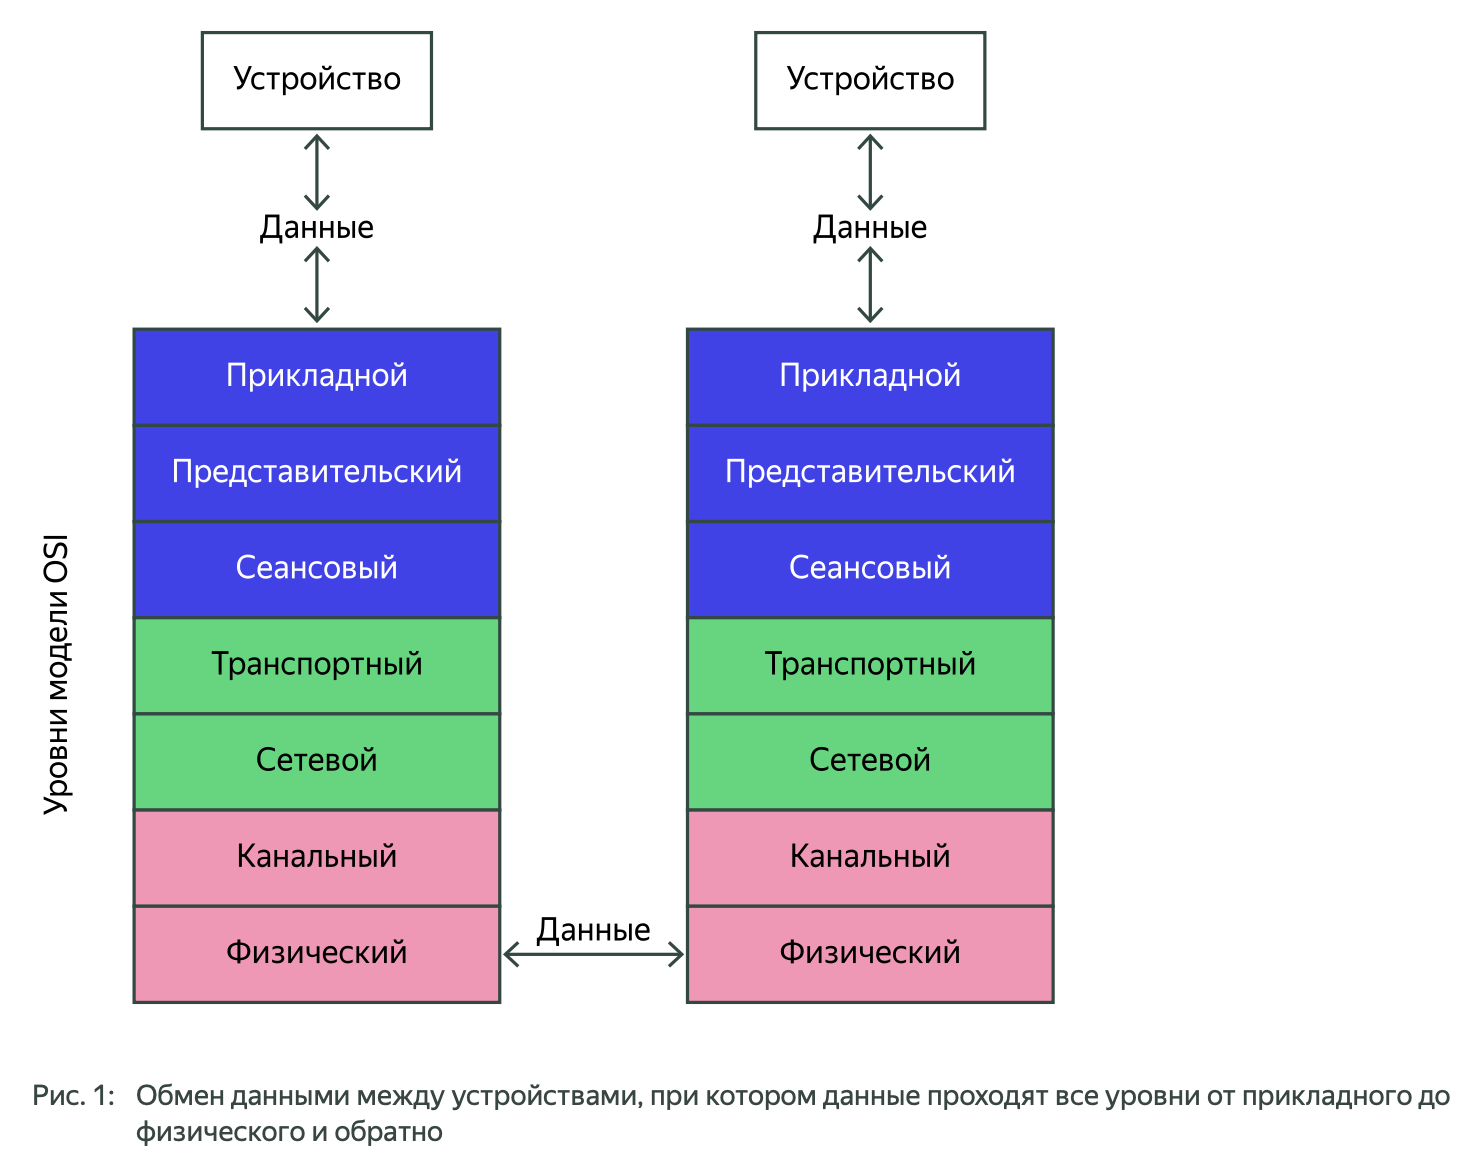 Устройство
Устройство
Данные
Данные
Уровни модели OSI
Прикладной
Представительский
Сеансовый
Транспортный
Сетевой
Канальный
Физический
Данные
Прикладной
Представительский
Сеансовый
Транспортный
Сетевой
Канальный
Физический
Рис. 1: Обмен данными между устройствами, при котором данные проходят все уровни от прикладного до
физического и обратно